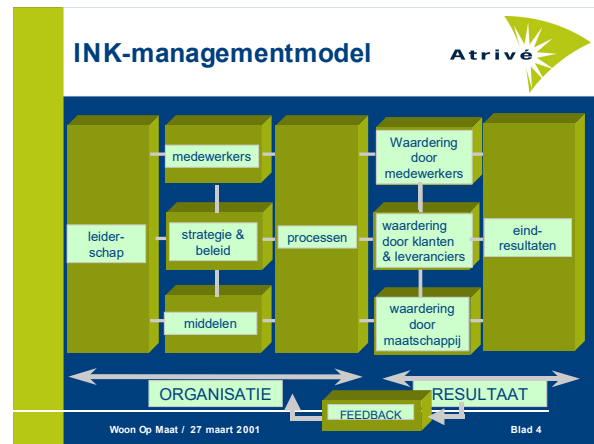 INK-managementmodel
Atrivé
medewerkers
Waardering
door
medewerkers
leider-
schap
strategie &
beleid
processen
waardering
door klanten
& leveranciers
eind-
resultaten
middelen
waardering
door
maatschappij
ORGANISATIE
RESULTAAT
FEEDBACK
Woon Op Maat / 27 maart 2001
Blad 4